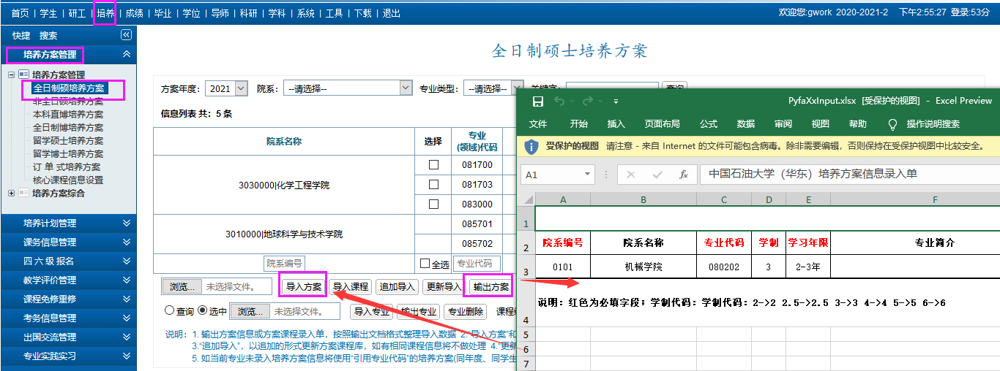 首页 | 学生 | 研工 | 培养 | 成绩 | 毕业 | 学位 | 导师 | 科研 | 学科 | 系统 | 工具 | 下载 | 退出
欢迎您:gwork 2020-2021-2 下午2:55:27 登录:53分
快捷 搜索
培养方案管理
培养方案管理
全日制硕培养方案
非全日硕培养方案
本科直博培养方案
全日制博培养方案
留学硕士培养方案
留学博士培养方案
订 单 式培养方案
核心课程信息设置
培养方案综合
培养计划管理
课务信息管理
四 六 级 报名
教学评价管理
课程免修重修
考务信息管理
出国交流管理
专业实践实习
全日制硕士培养方案
方案年度: 2021 院系: --请选择-- 专业类型: --请选择-- 关键字: 查询
信息列表 共: 5 条
院系名称 选择 专业(领域)代码
3030000|化学工程学院
081700
081703
083000
3010000|地球科学与技术学院
085701
085702
院系编号 全选 专业代码
浏览... 未选择文件。 导入方案 导入课程 追加导入 更新导入 输出方案
查询 选中 浏览... 未选择文件。 导入专业 输出专业 专业删除
说明: 1. 输出方案信息或方案课程录入单，按照输出文档格式整理导入数据 2.“导入方案”和
3.“追加导入”，以追加的形式更新方案课程库，如有相同课程信息将不做处理 4.“更新
5. 如当前专业未录入培养方案信息将使用“引用专业代码”的培养方案(同年度、同学生
PyfaXxInput.xlsx [受保护的视图] - Excel Preview
文件 开始 插入 页面布局 公式 数据 审阅 视图 帮助 操作说明搜索
受保护的视图 请注意 - 来自 Internet 的文件可能包含病毒。除非需要编辑，否则保持在受保护视图中比较安全。
A1 fx 中国石油大学（华东）培养方案信息录入单
A B C D E F
1
2 院系编号 院系名称 专业代码 学制 学习年限 专业简介
3 0101 机械学院 080202 3 2-3年
4 说明: 红色为必填字段; 学制代码: 学制代码: 2->2 2.5->2.5 3->3 4->4 5->5 6->6
5
6
7